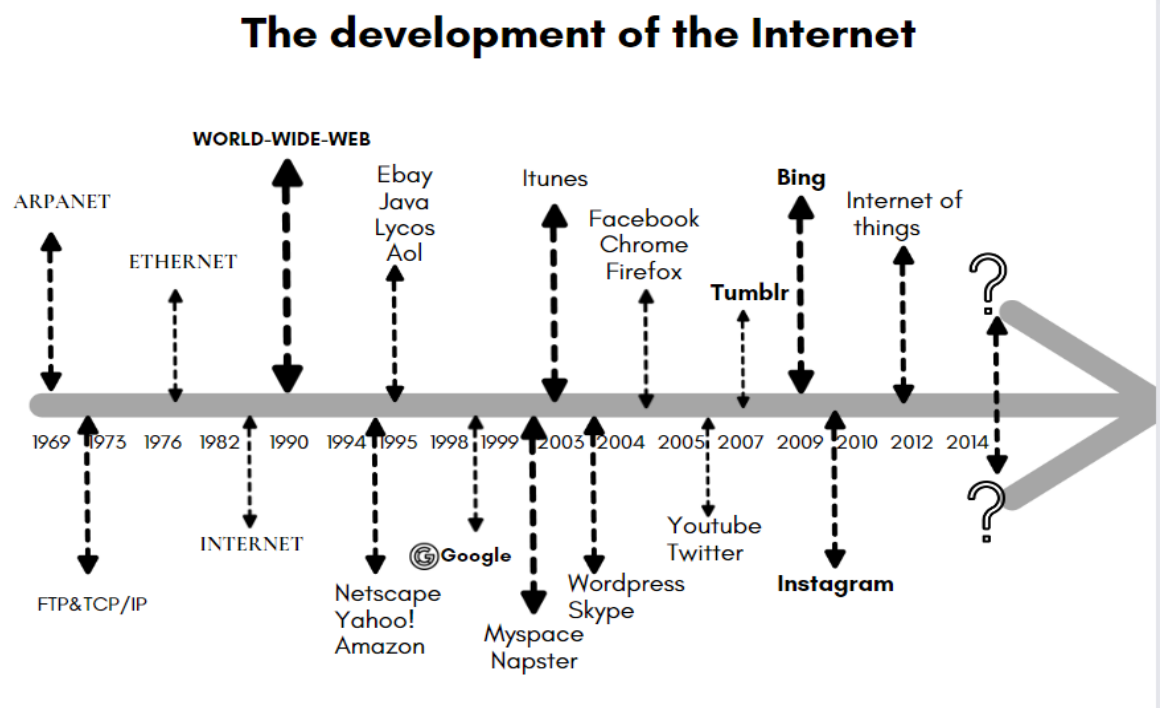 The development of the Internet
WORLD-WIDE-WEB
Ebay
Java
Lycos
Aol
Itunes
Bing
ARPANET
Internet of
things
Facebook
Chrome
Firefox
ETHERNET
Tumblr
?
1969 1973 1976 1982 1990 1994 1995 1998 1999 2003 2004 2005 2007 2009 2010 2012 2014
?
INTERNET
G Google
Youtube
Twitter
FTP&TCP/IP
Netscape
Yahoo!
Amazon
Wordpress
Skype
Instagram
Myspace
Napster